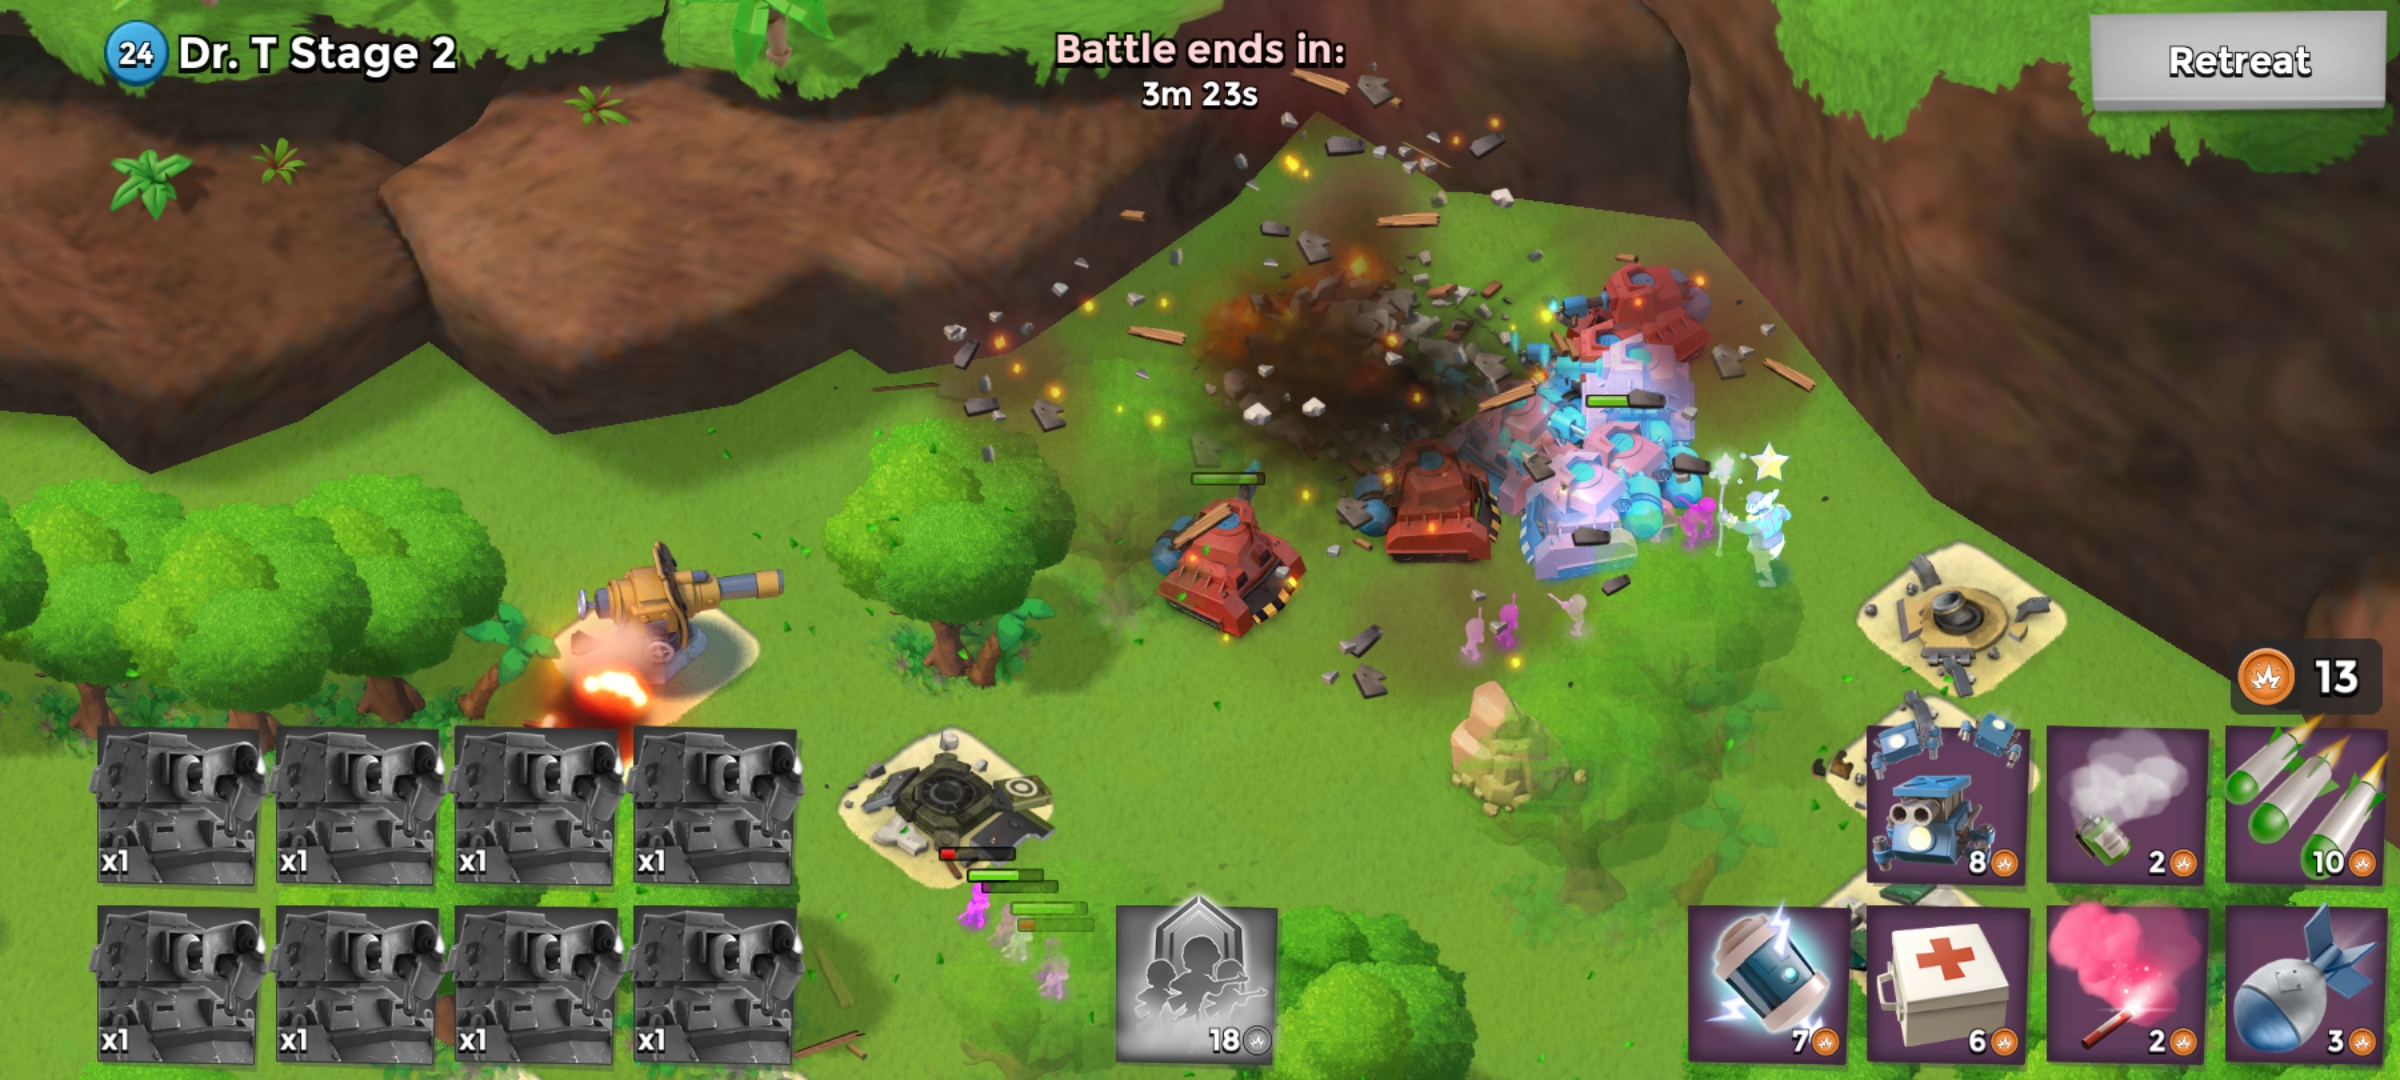 24 Dr. T Stage 2
Battle ends in:
3m 23s
Retreat
13
x1 x1 x1 x1
8 2 10
x1 x1 x1 x1
18
7 6 2 3